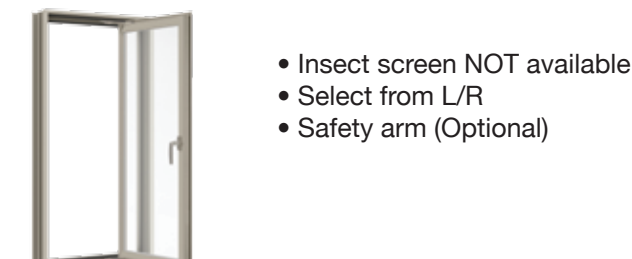 • Insect screen NOT available
• Select from L/R
• Safety arm (Optional)